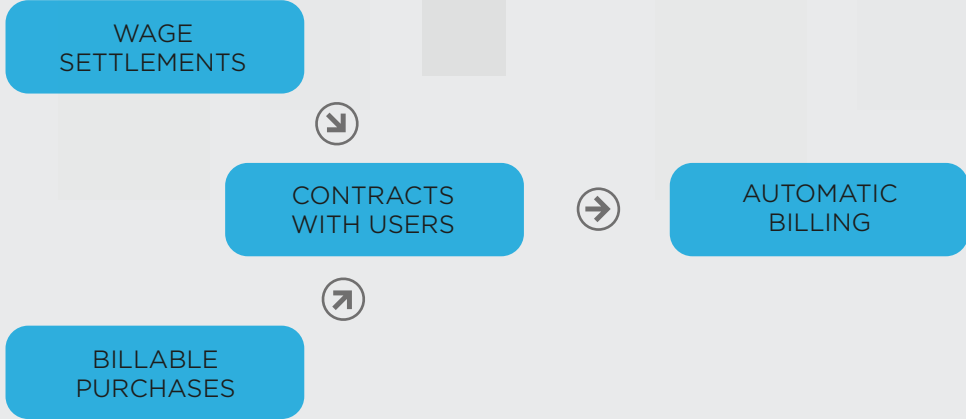 WAGE
SETTLEMENTS
CONTRACTS
WITH USERS
AUTOMATIC
BILLING
BILLABLE
PURCHASES